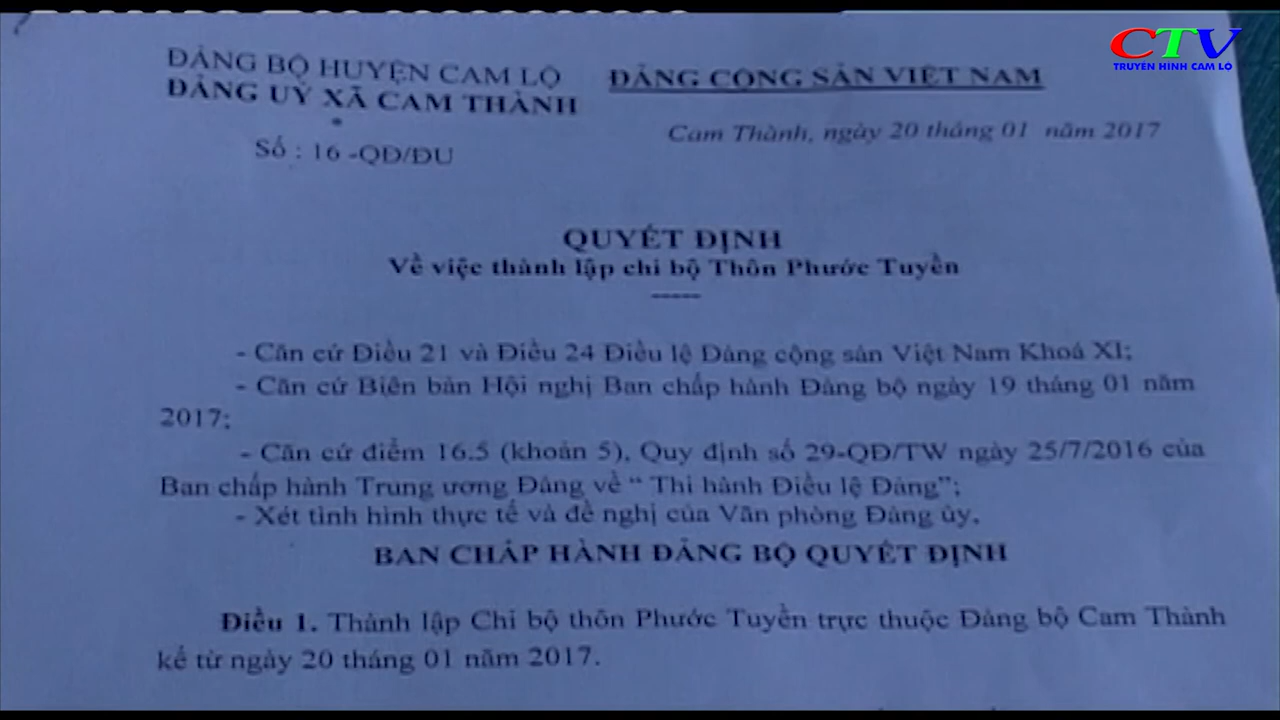 CTV
TRUYỀN HÌNH CAM LỘ
ĐẢNG BỘ HUYỆN CAM LỘ
ĐẢNG UỶ XÃ CAM THÀNH
Số : 16 -QĐ/ĐU
ĐẢNG CỘNG SẢN VIỆT NAM
Cam Thành, ngày 20 tháng 01 năm 2017
QUYẾT ĐỊNH
Về việc thành lập chi bộ Thôn Phước Tuyền
-----
- Căn cứ Điều 21 và Điều 24 Điều lệ Đảng cộng sản Việt Nam Khoá XI;
- Căn cứ Biên bản Hội nghị Ban chấp hành Đảng bộ ngày 19 tháng 01 năm
2017;
- Căn cứ điểm 16.5 (khoản 5), Quy định số 29-QĐ/TW ngày 25/7/2016 của
Ban chấp hành Trung ương Đảng về “ Thi hành Điều lệ Đảng”;
- Xét tình hình thực tế và đề nghị của Văn phòng Đảng ủy,
BAN CHẤP HÀNH ĐẢNG BỘ QUYẾT ĐỊNH
Điều 1. Thành lập Chi bộ thôn Phước Tuyền trực thuộc Đảng bộ Cam Thành
kể từ ngày 20 tháng 01 năm 2017.